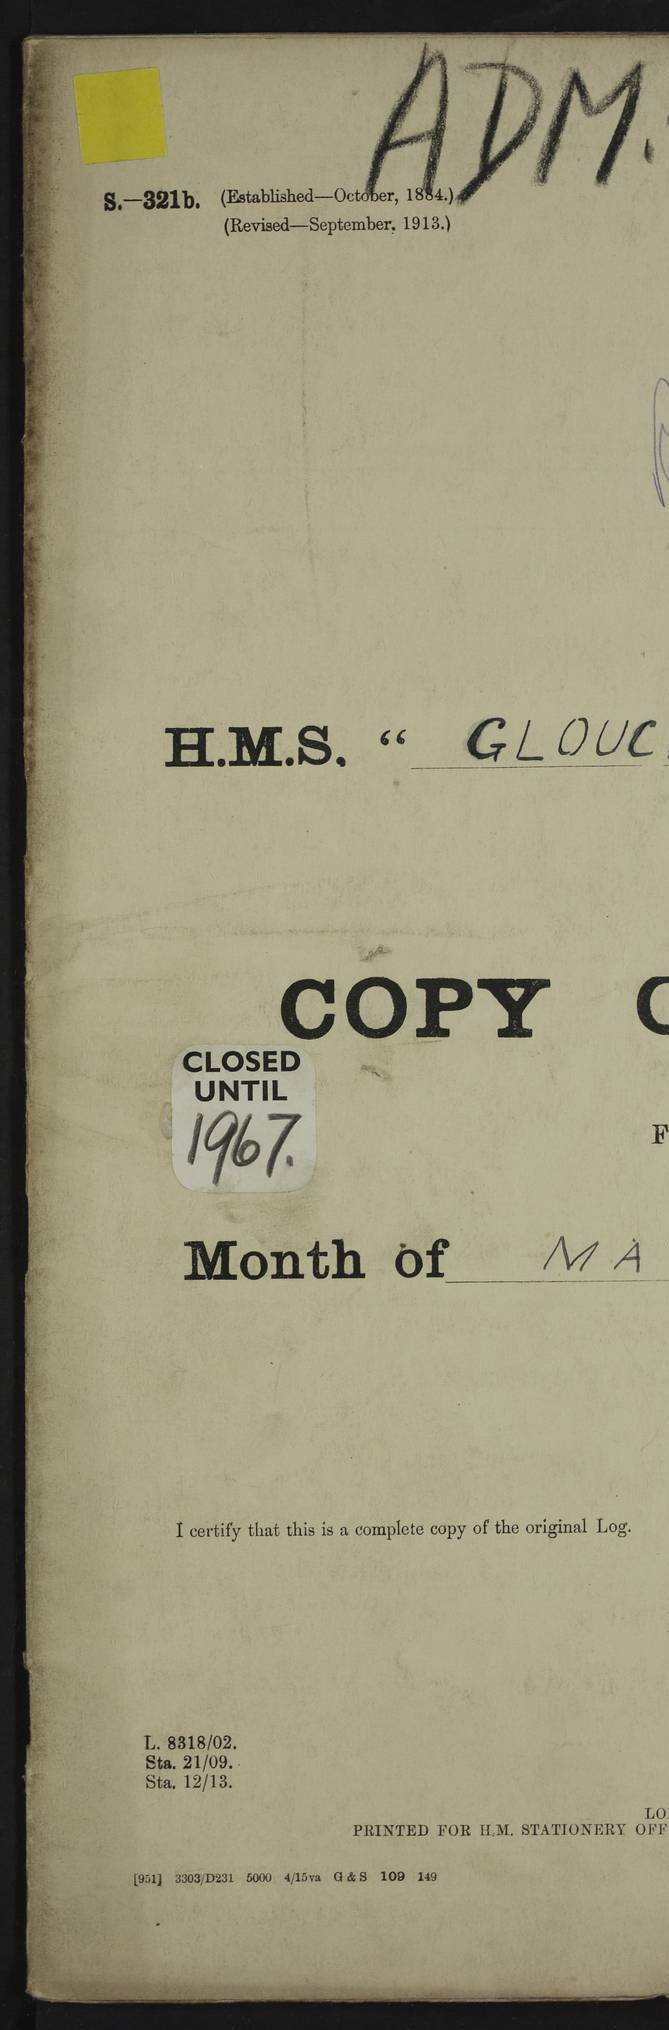 ADM.
S.—321b. (Established—October, 1884.)
(Revised—September, 1913.)
H.M.S. “ GLOUC
COPY
CLOSED
UNTIL
1967.
F
Month of MA
I certify that this is a complete copy of the original Log.
L. 8318/02.
Sta. 21/09.
Sta. 12/13.
LO
PRINTED FOR H.M. STATIONERY OFF
[951] 3303/D231 5000 4/15va G & S 109 149